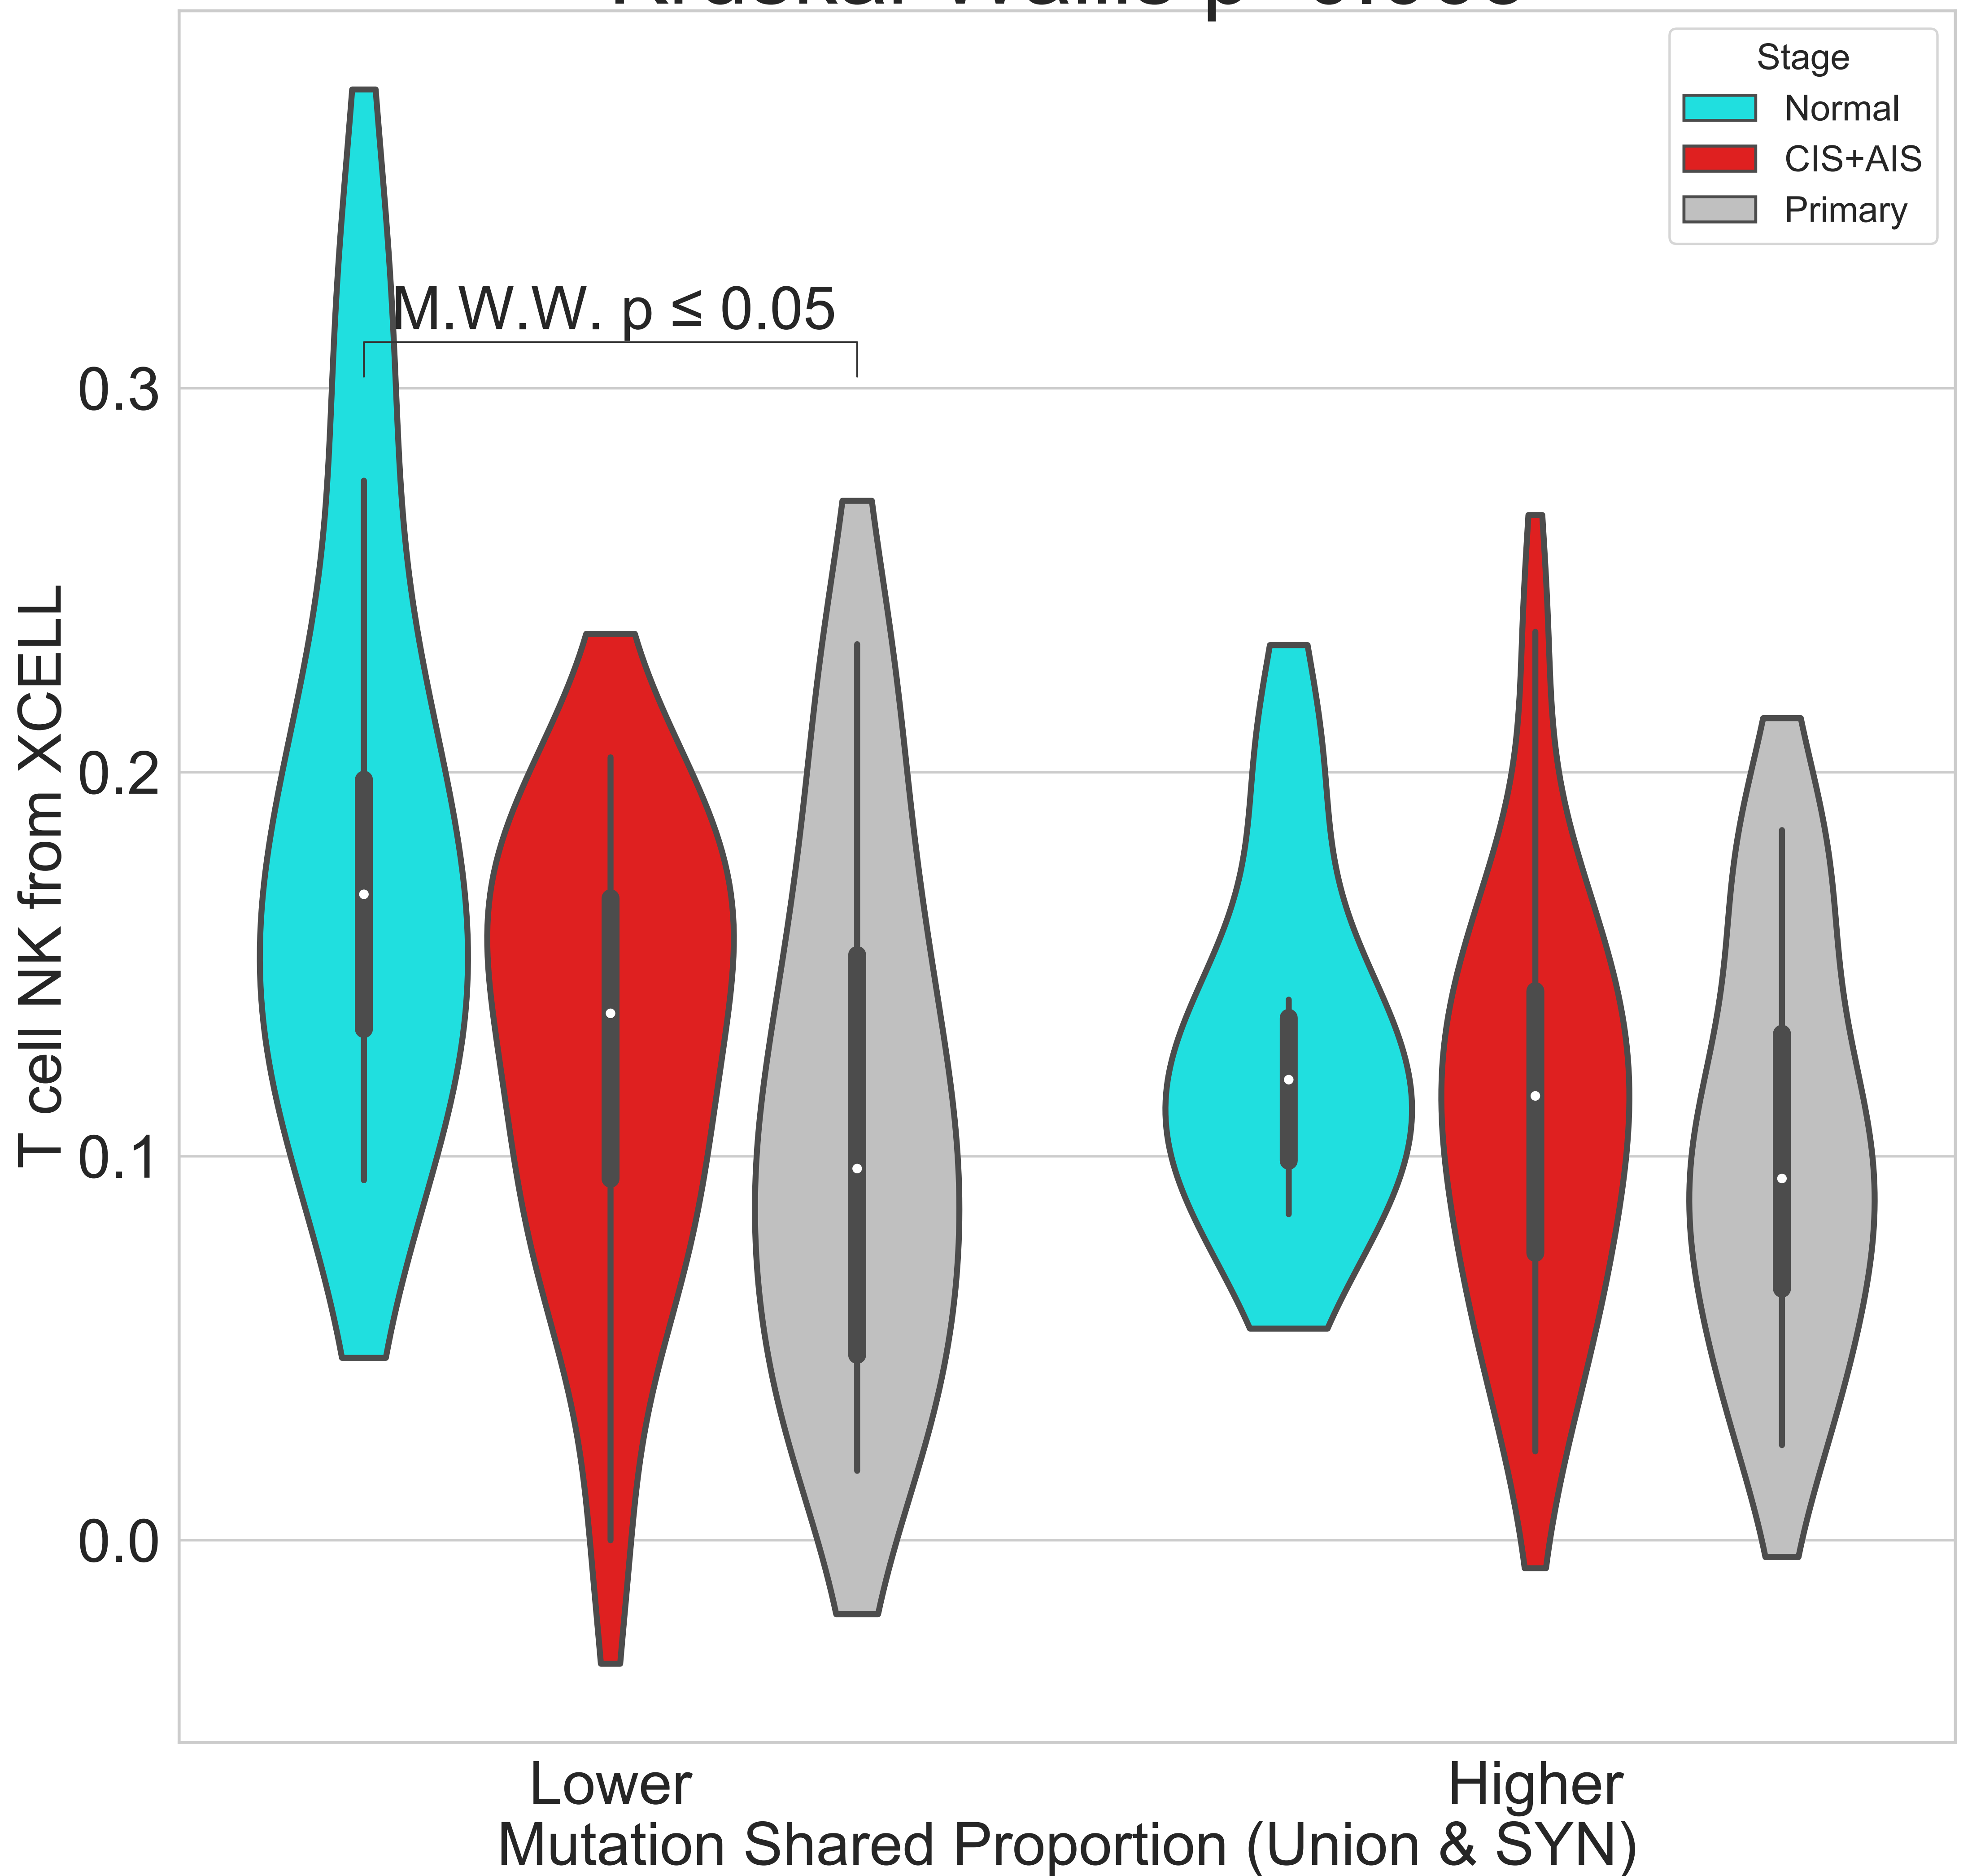 Stage
Normal
CIS+AIS
Primary
M.W.W. p ≤ 0.05
0.3
0.2
0.1
0.0
T cell NK from XCELL
Lower
Higher
Mutation Shared Proportion (Union & SYN)